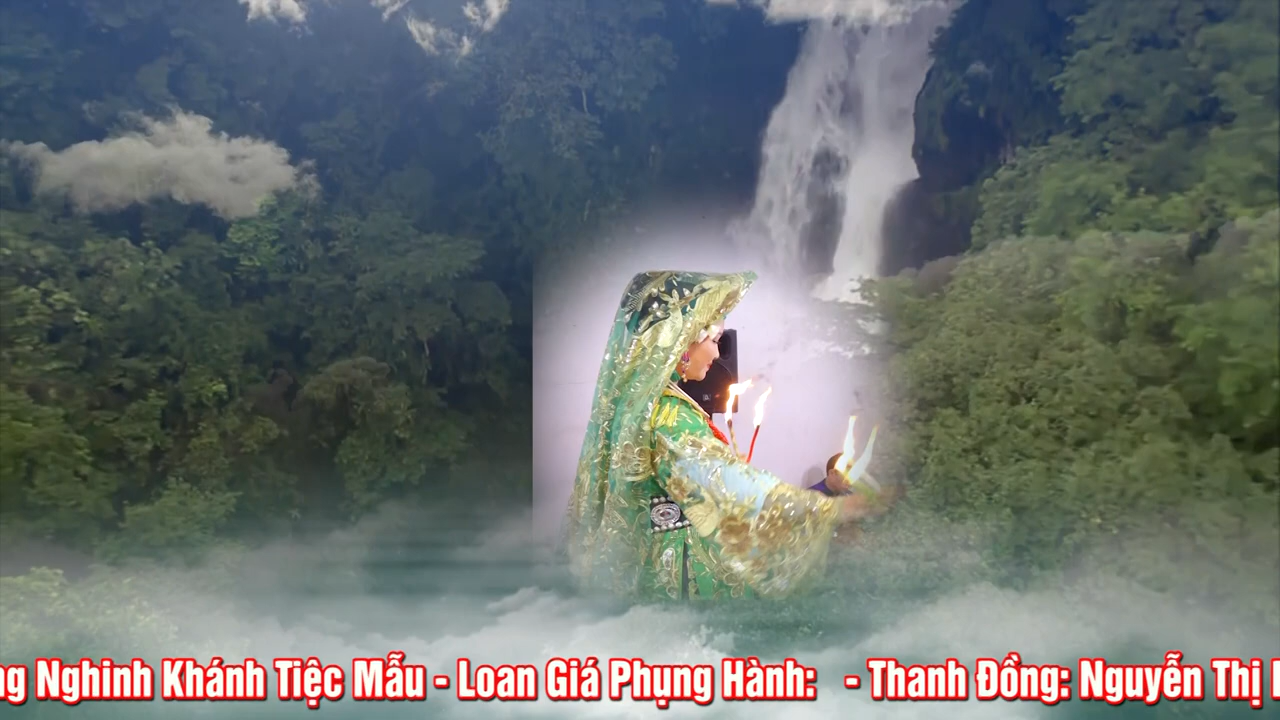 Nghinh Khánh Tiệc Mẫu - Loan Giá Phụng Hành: - Thanh Đồng: Nguyễn Thị